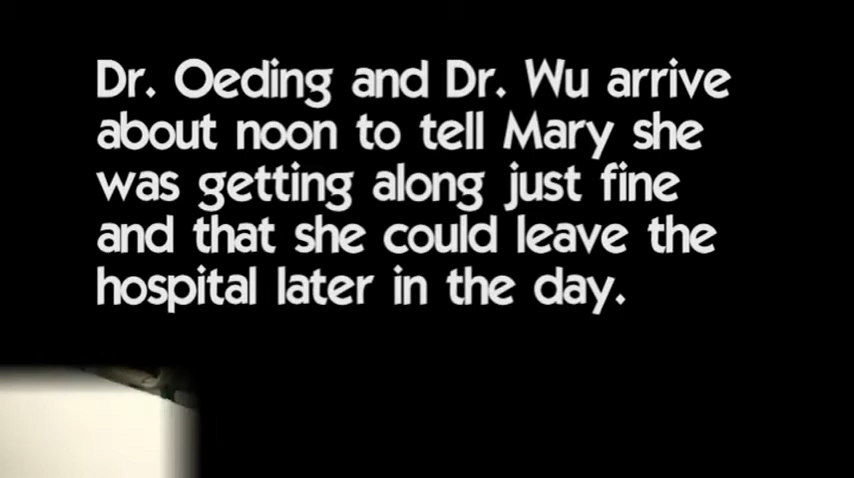 Dr. Oeding and Dr. Wu arrive
about noon to tell Mary she
was getting along just fine
and that she could leave the
hospital later in the day.